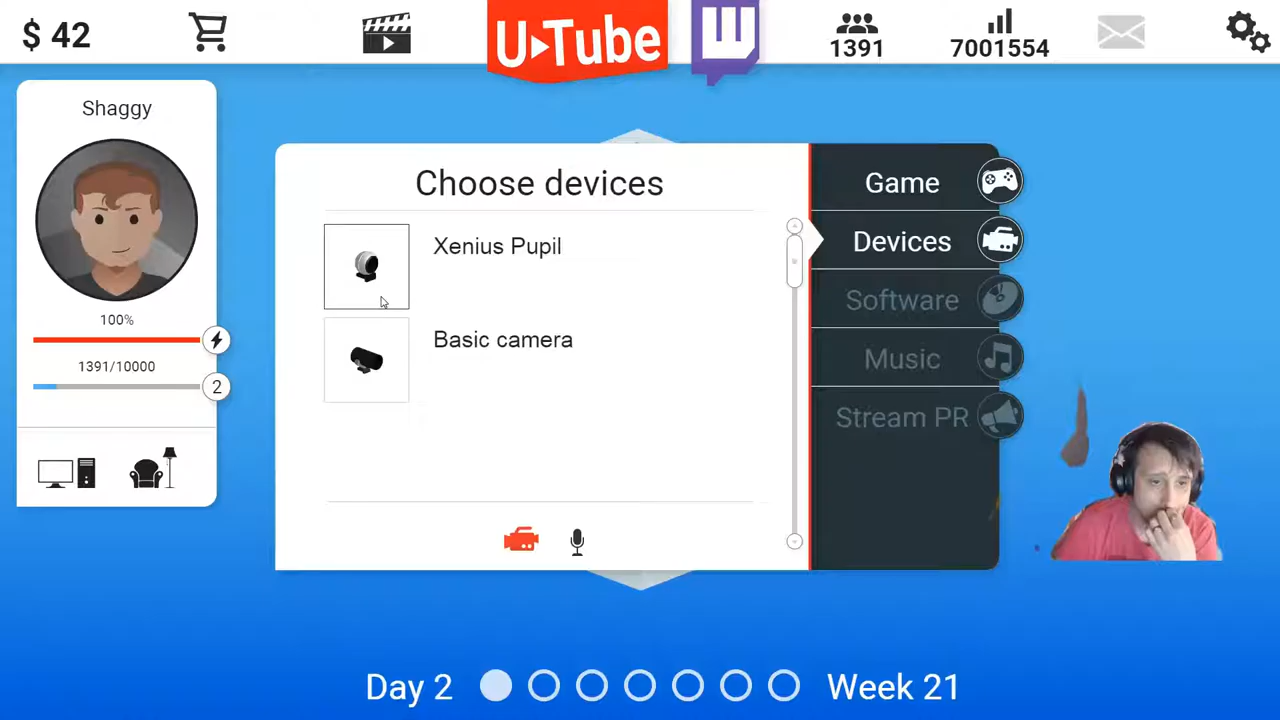 $ 42
U Tube
1391
7001554
Shaggy
100%
1391/10000
2
Choose devices
Xenius Pupil
Basic camera
Game
Devices
Software
Music
Stream PR
Day 2
Week 21